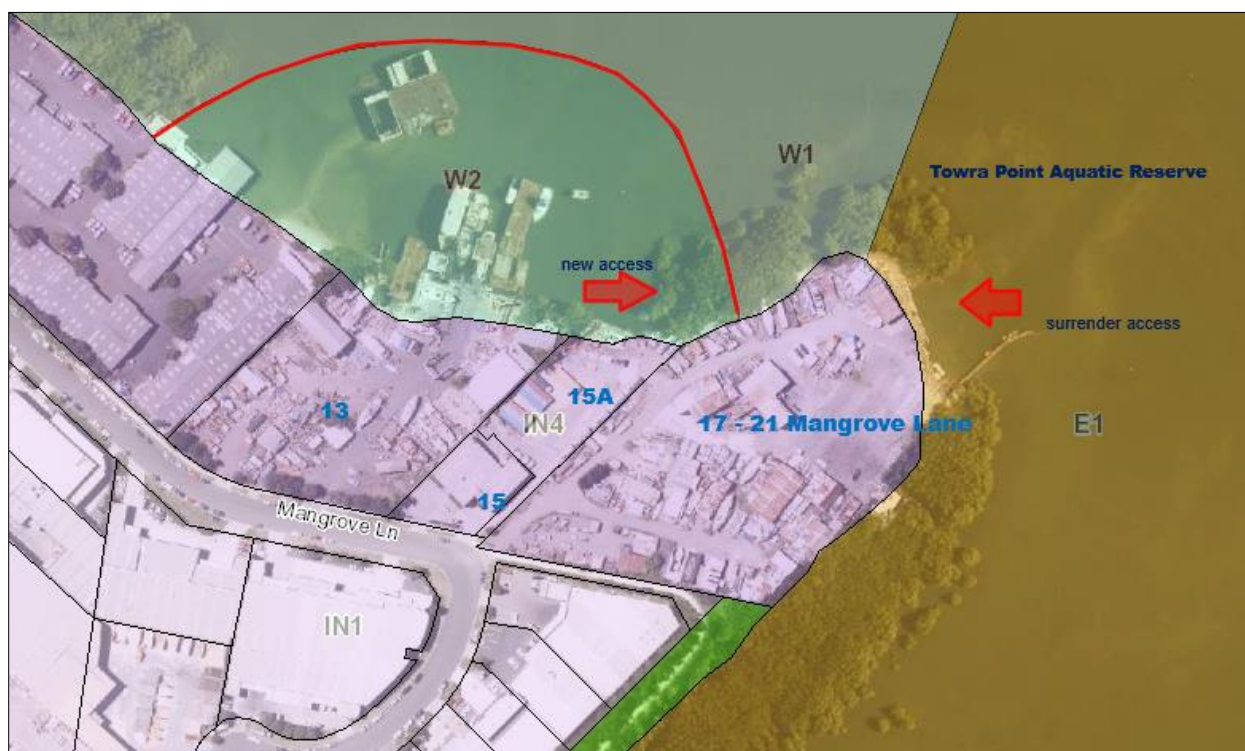 W1
Towra Point Aquatic Reserve
W2
new access
surrender access
15A
13
IN4
17 - 21 Mangrove Lane
E1
15
Mangrove Ln
IN1